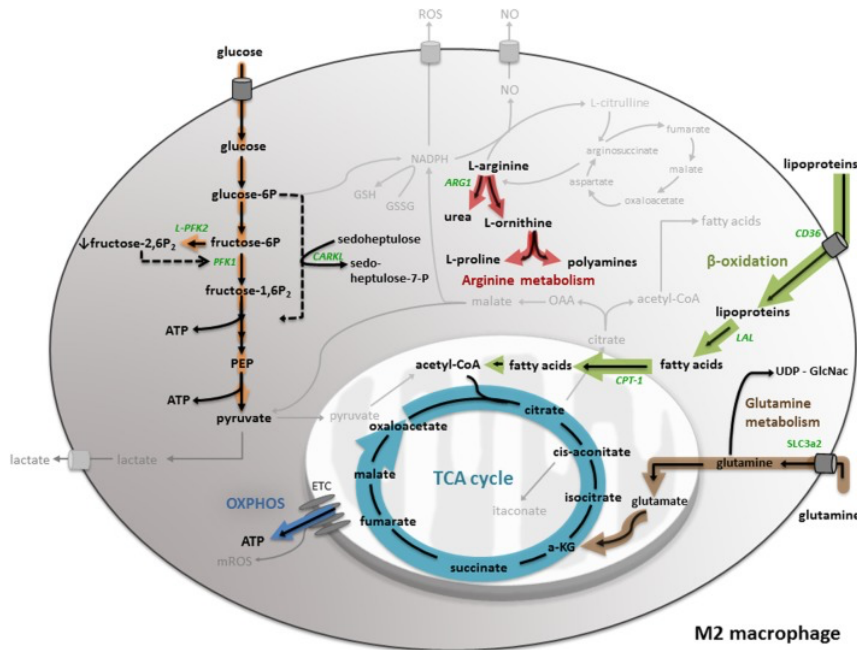 ROS
NO
glucose
NO
L-citrulline
fumarate
glucose
NADPH
L-arginine
arginosuccinate
malate
lipoproteins
glucose-6P
GSH
GSSG
ARG1
aspartate
oxaloacetate
urea
L-ornithine
fatty acids
L-PFK2
↓fructose-2,6P2
fructose-6P
sedoheptulose
CD36
PFK1
CARKL
sedo-
heptulose-7-P
L-proline
polyamines
β-oxidation
Arginine metabolism
fructose-1,6P2
malate
OAA
acetyl-CoA
lipoproteins
ATP
citrate
LAL
PEP
acetyl-CoA
fatty acids
CPT-1
fatty acids
UDP - GlcNac
ATP
pyruvate
pyruvate
citrate
Glutamine
metabolism
oxaloacetate
SLC3a2
lactate
lactate
cis-aconitate
glutamine
malate
TCA cycle
ETC
itaconate
isocitrate
glutamate
OXPHOS
glutamine
fumarate
ATP
a-KG
mROS
succinate
M2 macrophage